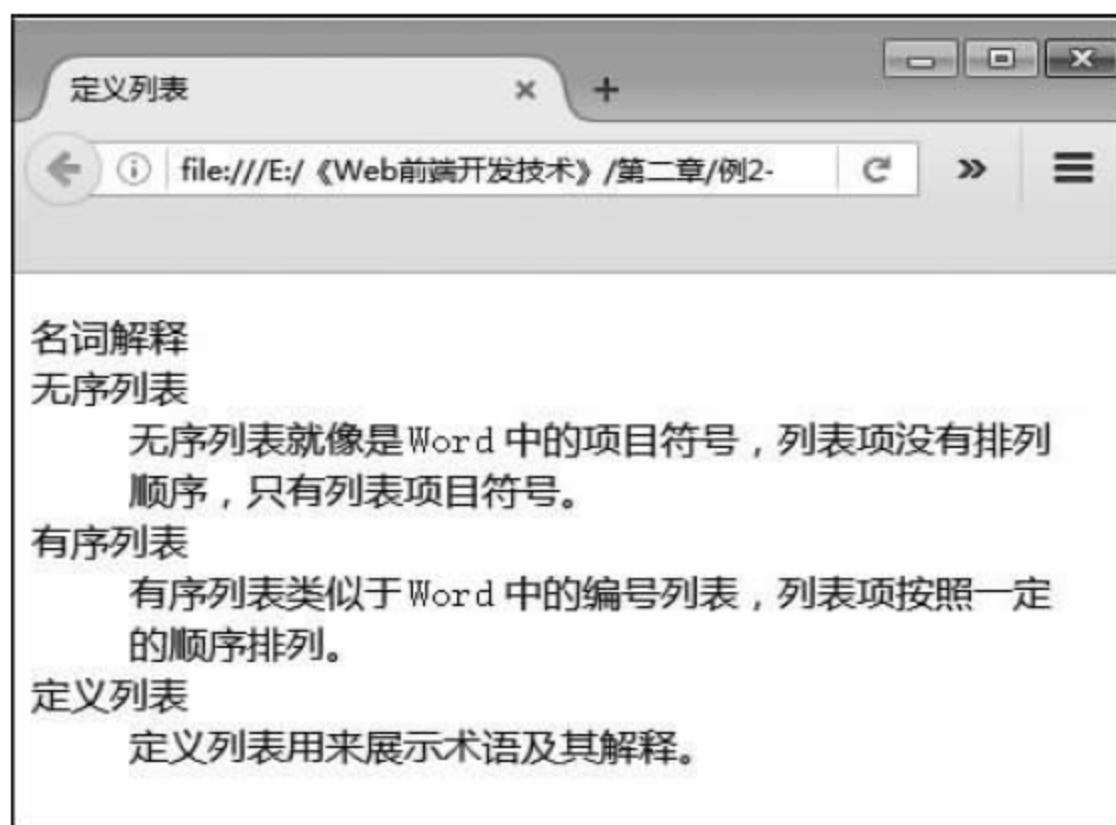 定义列表
file:///E:/《Web前端开发技术》/第二章/例2-
名词解释
无序列表
无序列表就像是Word中的项目符号，列表项没有排列
顺序，只有列表项目符号。
有序列表
有序列表类似于Word中的编号列表，列表项按照一定
的顺序排列。
定义列表
定义列表用来展示术语及其解释。